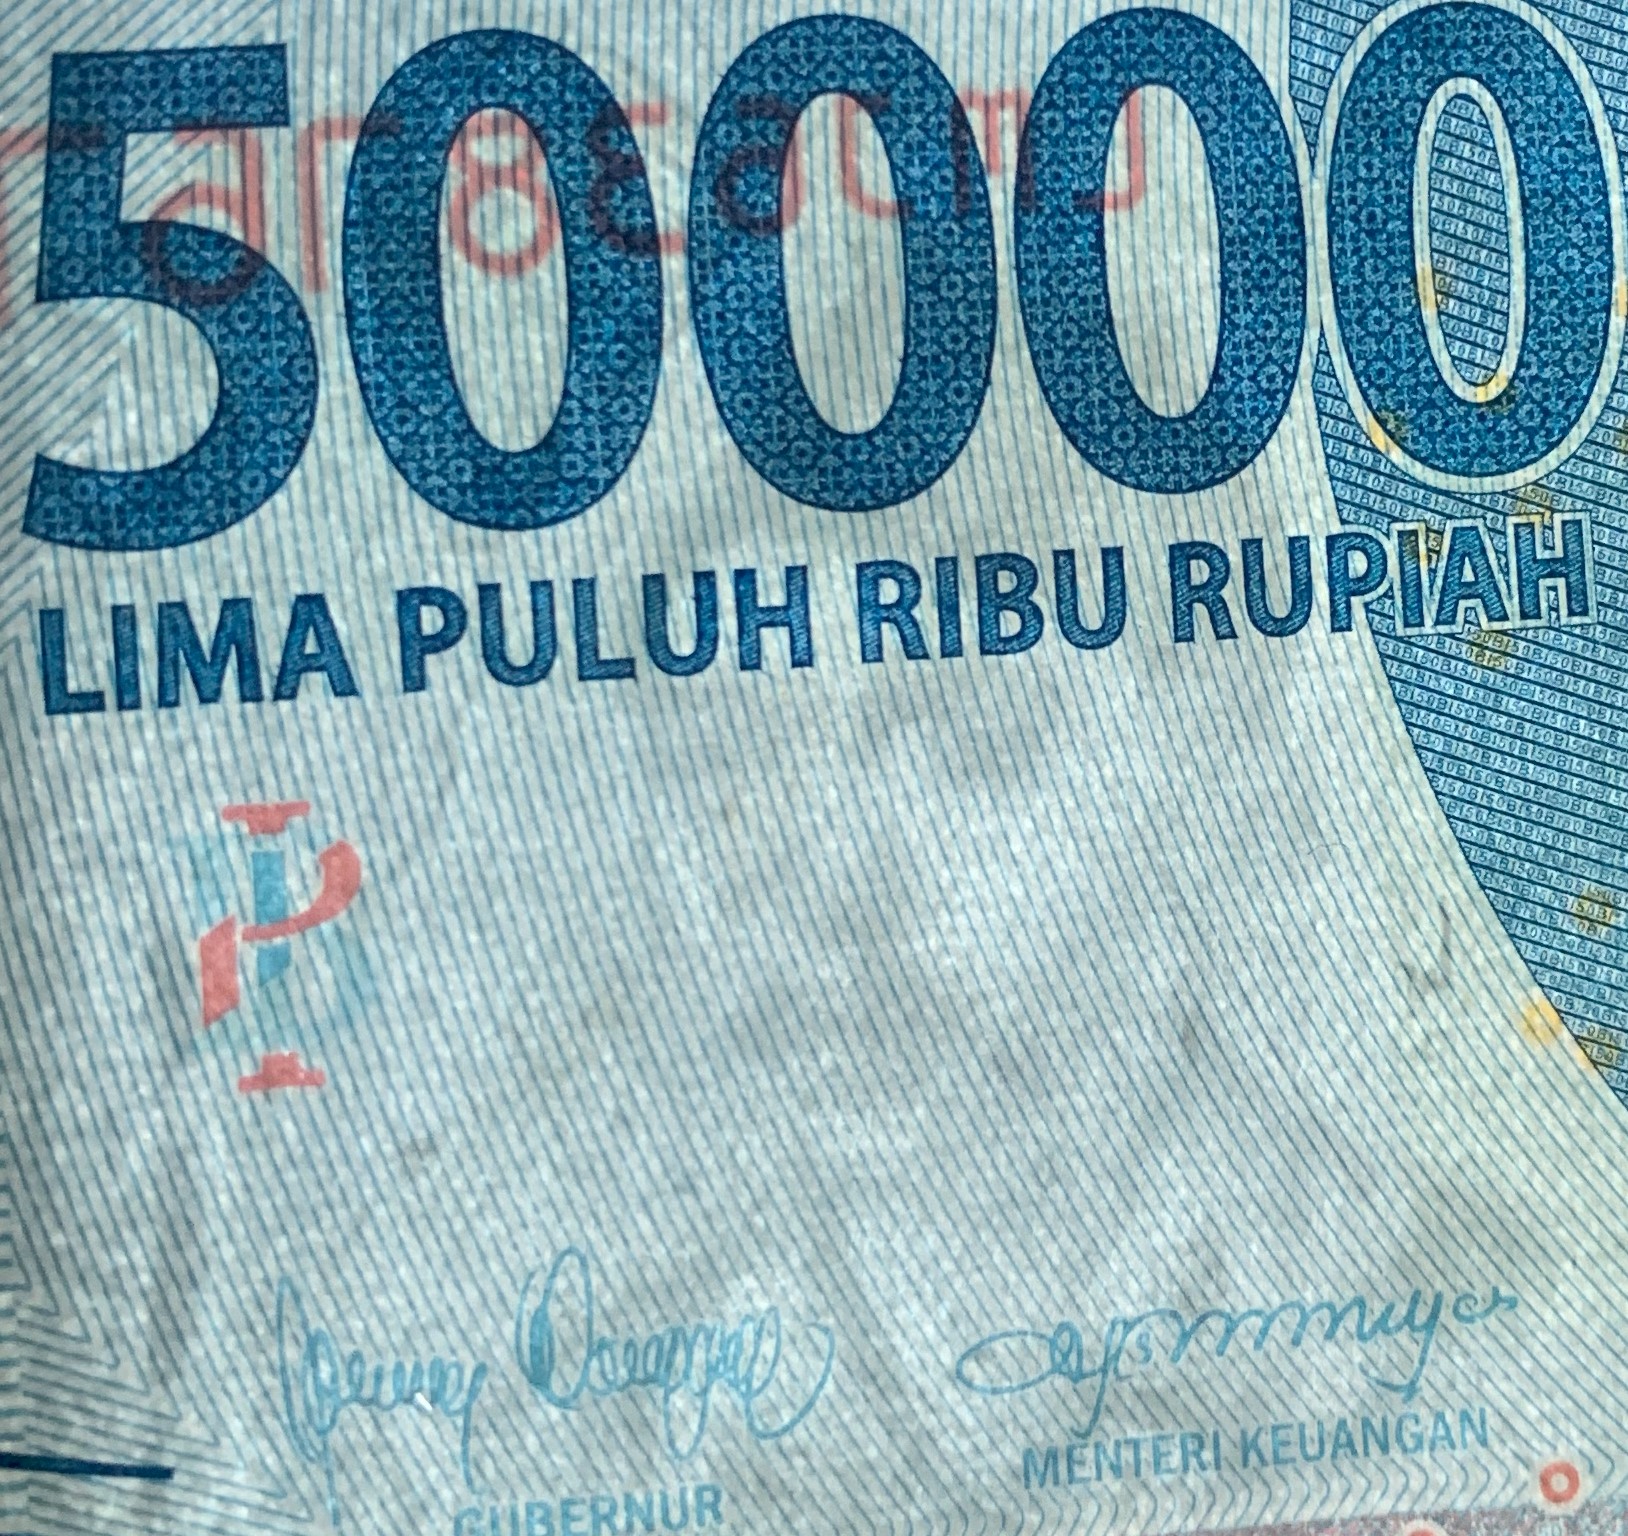 50000
LIMA PULUH RIBU RUPIAH
GUBERNUR
MENTERI KEUANGAN